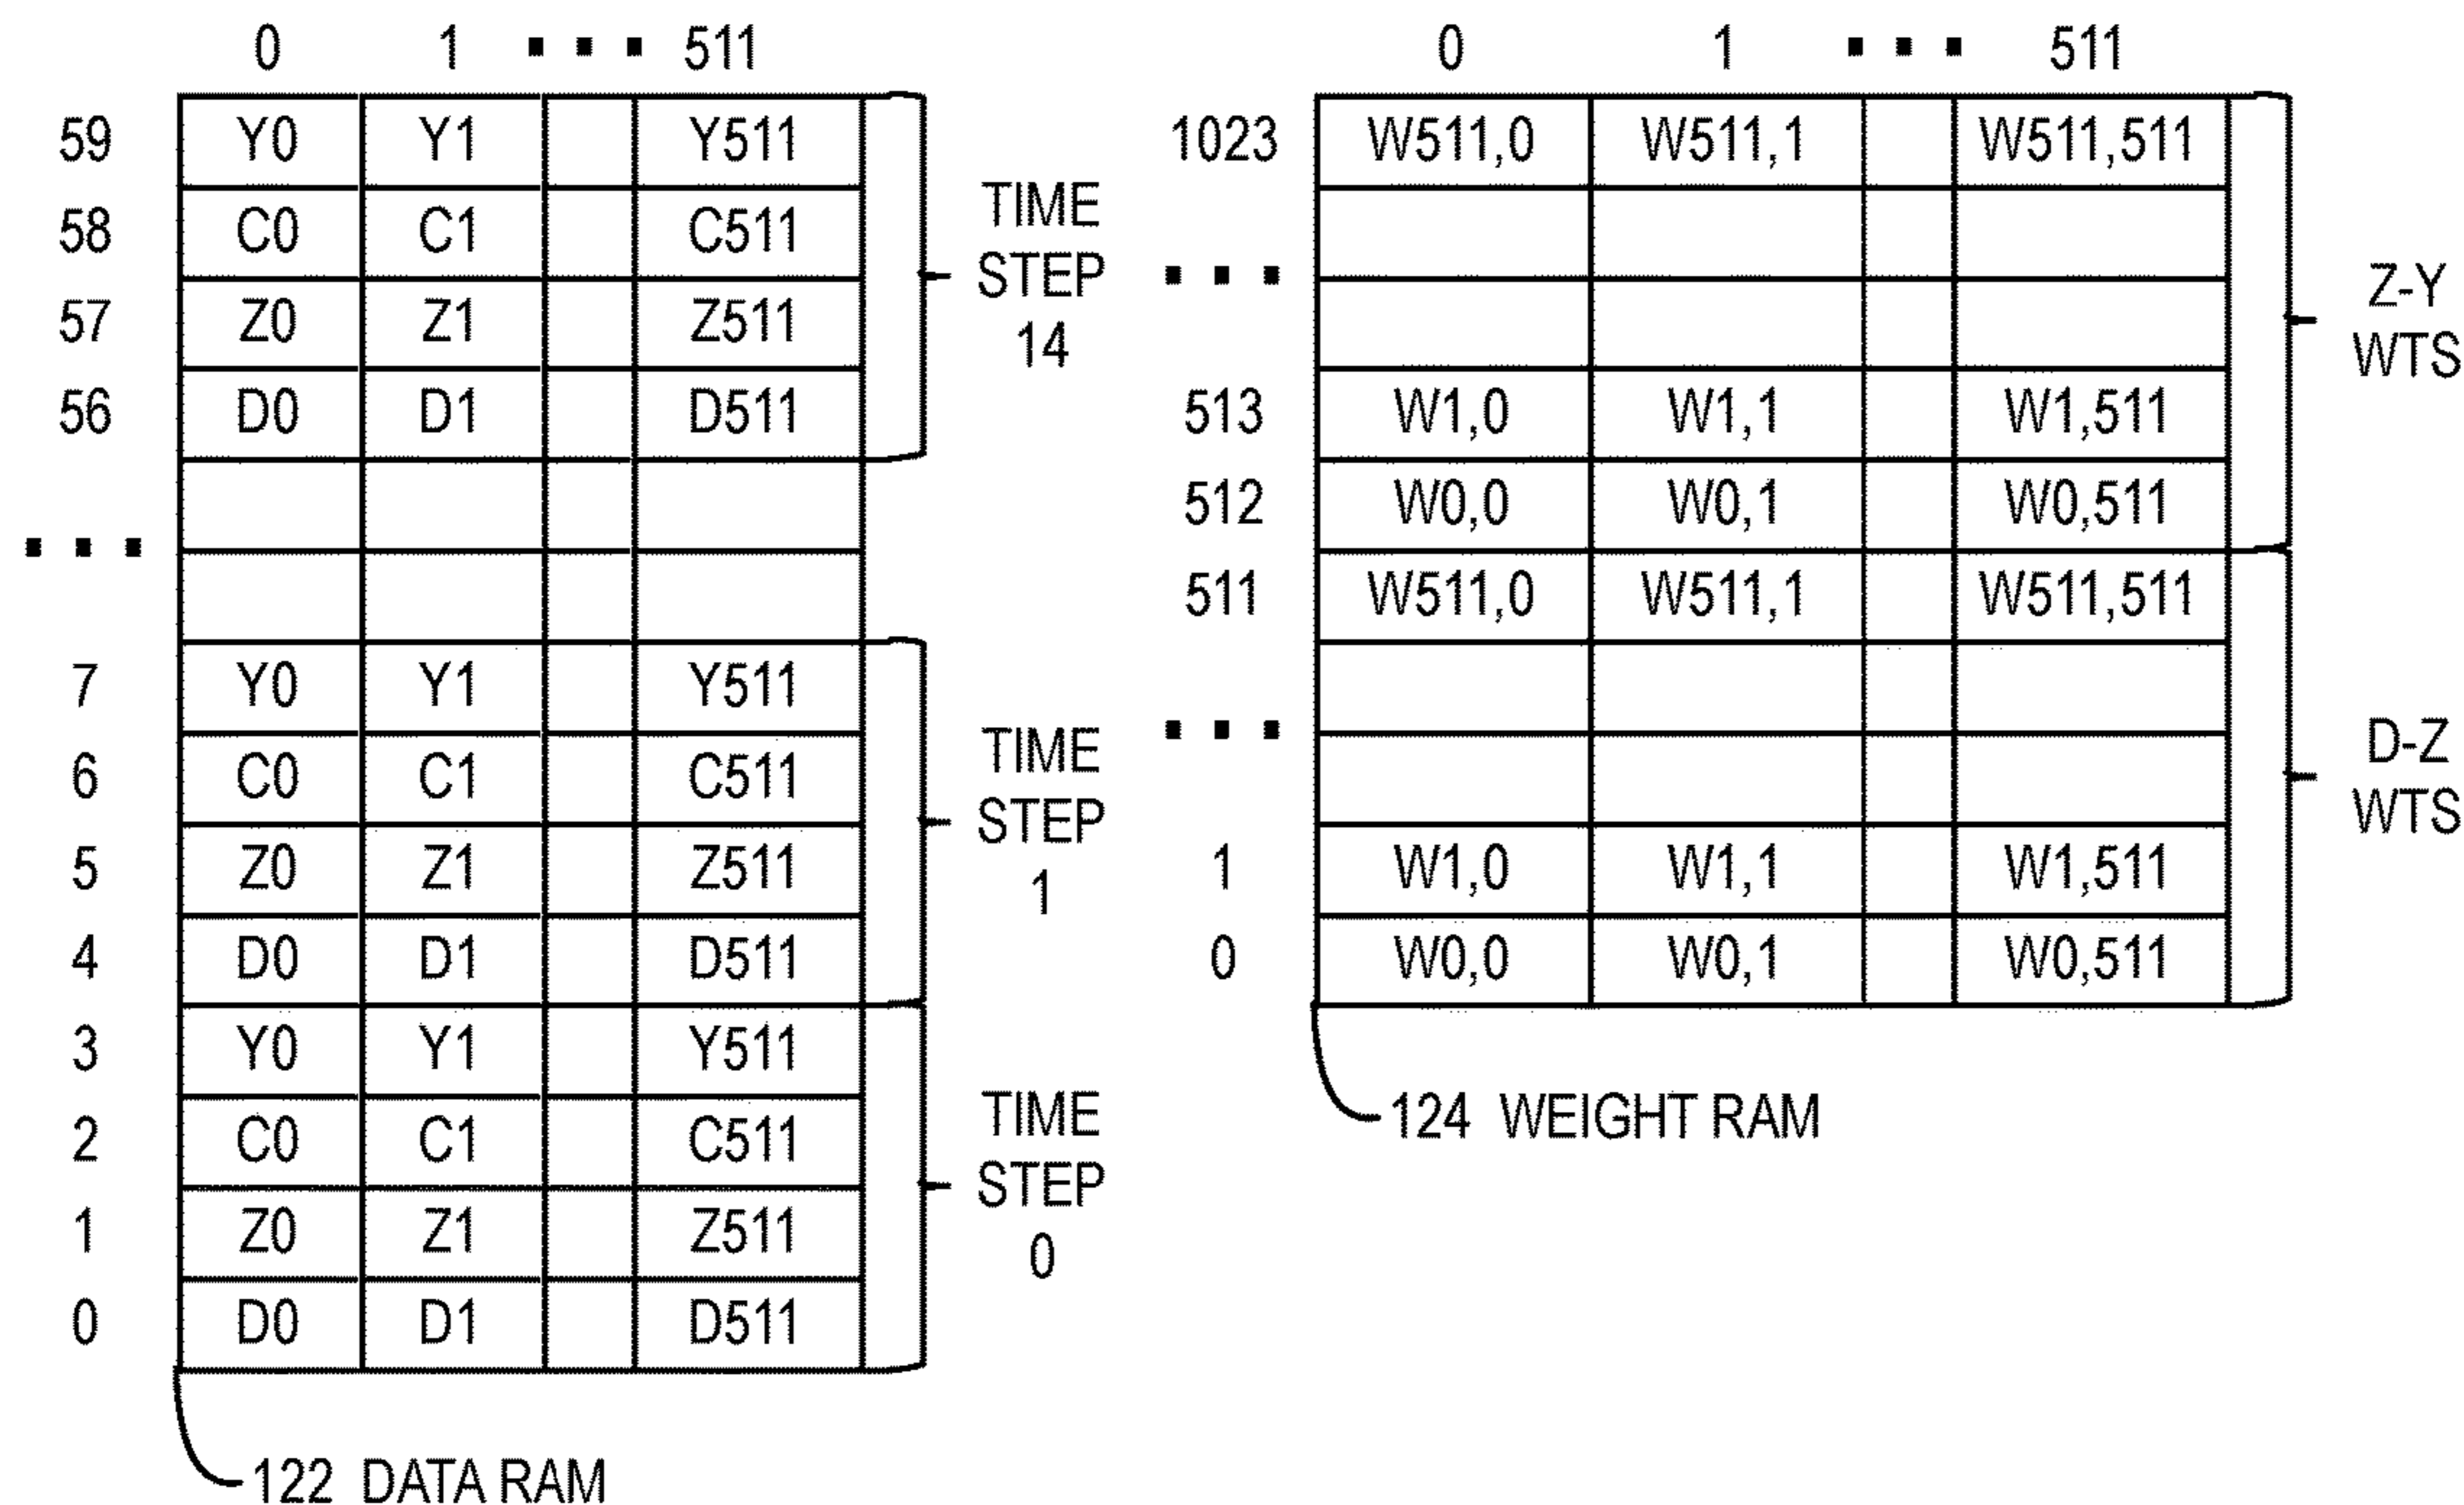 0 1 ... 511
59 Y0 Y1 Y511
58 C0 C1 C511
57 Z0 Z1 Z511
56 D0 D1 D511
TIME
STEP
14
...
7 Y0 Y1 Y511
6 C0 C1 C511
5 Z0 Z1 Z511
4 D0 D1 D511
TIME
STEP
1
3 Y0 Y1 Y511
2 C0 C1 C511
1 Z0 Z1 Z511
0 D0 D1 D511
TIME
STEP
0
122 DATA RAM
0 1 ... 511
1023 W511,0 W511,1 W511,511
...
513 W1,0 W1,1 W1,511
512 W0,0 W0,1 W0,511
Z-Y
WTS
511 W511,0 W511,1 W511,511
...
1 W1,0 W1,1 W1,511
0 W0,0 W0,1 W0,511
D-Z
WTS
124 WEIGHT RAM